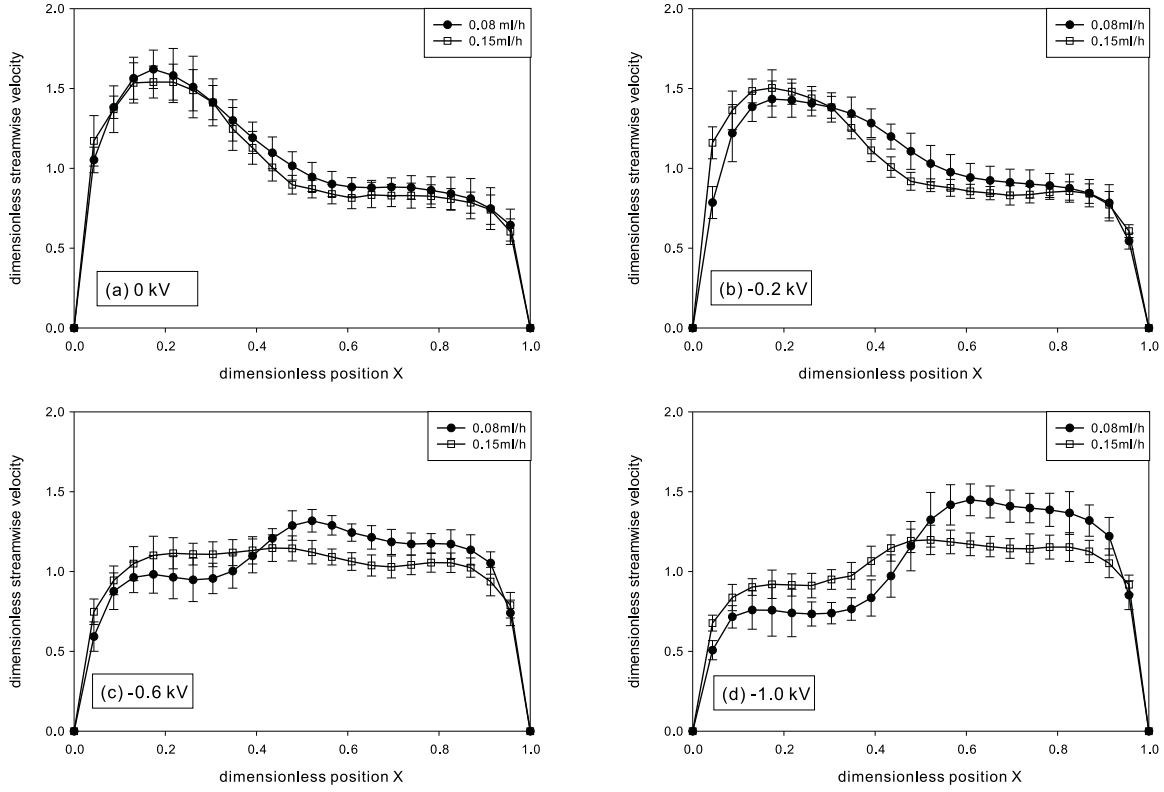 2.0
1.5
1.0
0.5
0.0
dimensionless streamwise velocity
0.08 ml/h
0.15ml/h
(a) 0 kV
0.0 0.2 0.4 0.6 0.8 1.0
dimensionless position X
2.0
1.5
1.0
0.5
0.0
dimensionless streamwise velocity
0.08ml/h
0.15ml/h
(b) -0.2 kV
0.0 0.2 0.4 0.6 0.8 1.0
dimensionless position X
2.0
1.5
1.0
0.5
0.0
dimensionless streamwise velocity
0.08ml/h
0.15ml/h
(c) -0.6 kV
0.0 0.2 0.4 0.6 0.8 1.0
dimensionless position X
2.0
1.5
1.0
0.5
0.0
dimensionless streamwise velocity
0.08ml/h
0.15ml/h
(d) -1.0 kV
0.0 0.2 0.4 0.6 0.8 1.0
dimensionless position X